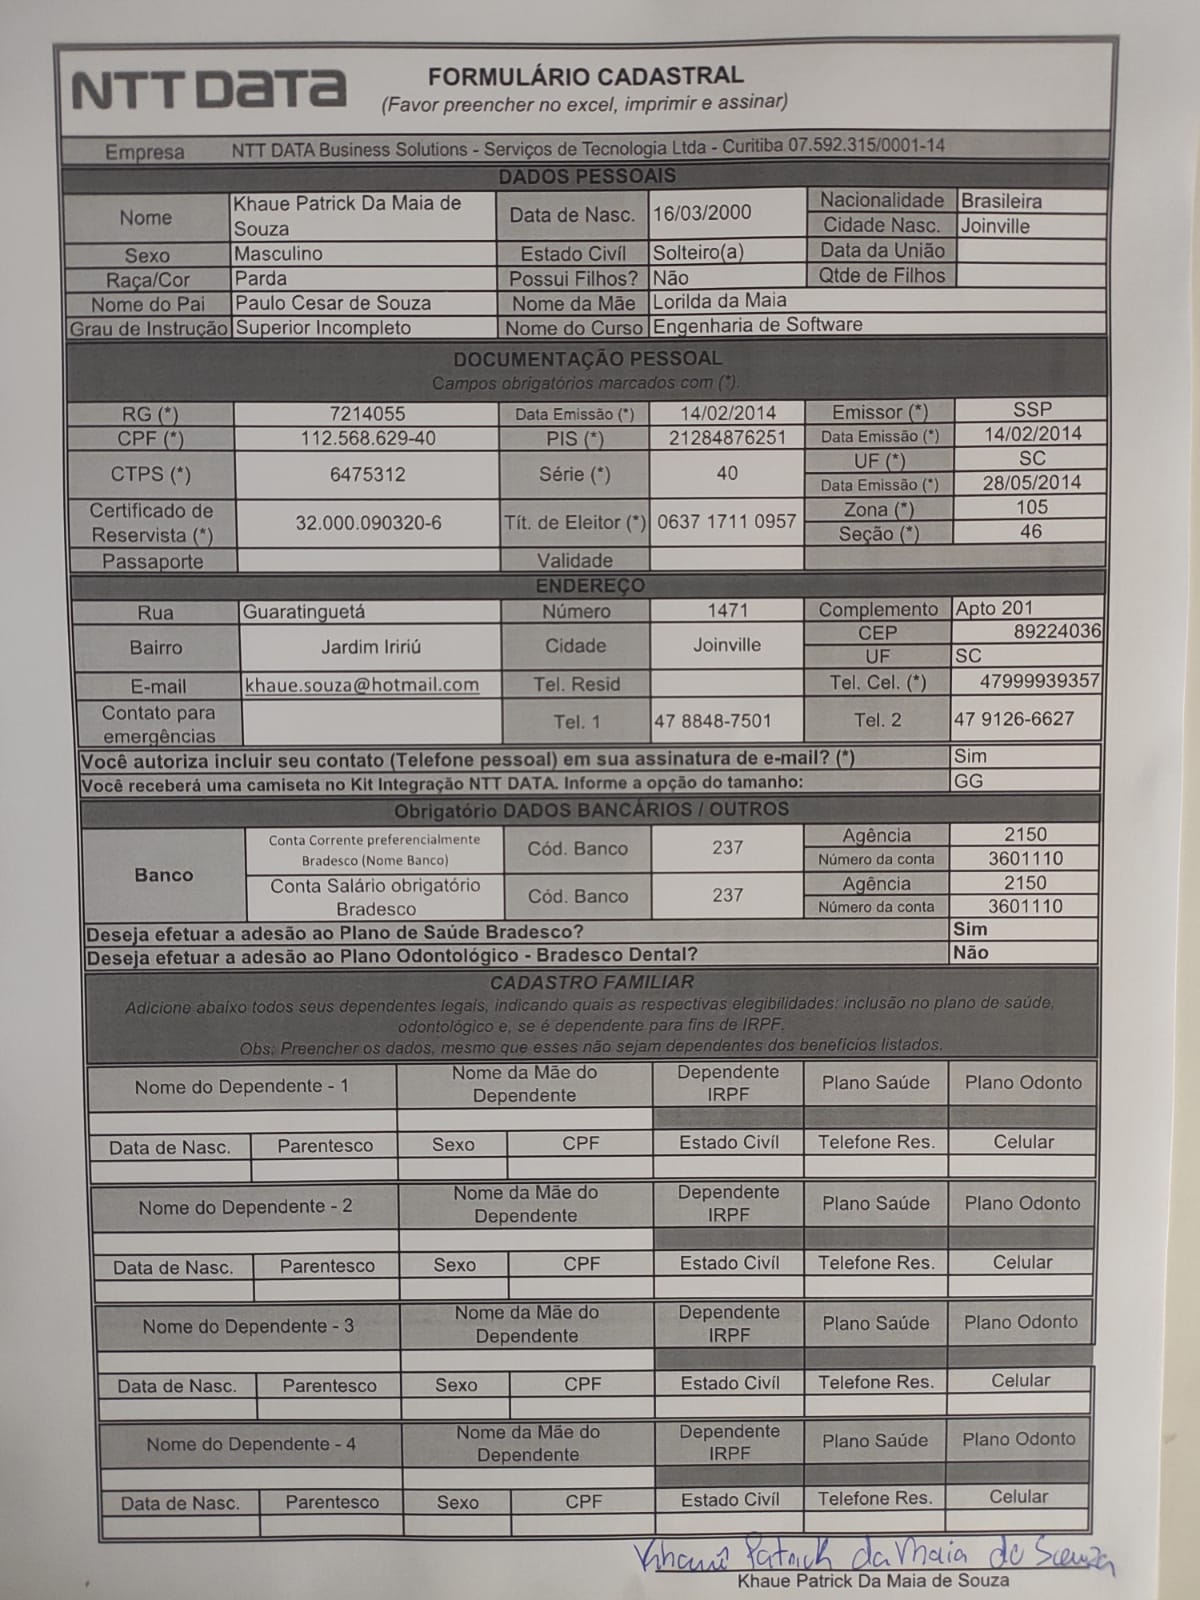 NTT DATA
FORMULÁRIO CADASTRAL
(Favor preencher no excel, imprimir e assinar)
Empresa NTT DATA Business Solutions - Serviços de Tecnologia Ltda - Curitiba 07.592.315/0001-14
DADOS PESSOAIS
Nome Khaue Patrick Da Maia de Souza Data de Nasc. 16/03/2000 Nacionalidade Brasileira
Cidade Nasc. Joinville
Sexo Masculino Estado Civíl Solteiro(a) Data da União
Raça/Cor Parda Possui Filhos? Não Qtde de Filhos
Nome do Pai Paulo Cesar de Souza Nome da Mãe Lorilda da Maia
Grau de Instrução Superior Incompleto Nome do Curso Engenharia de Software
DOCUMENTAÇÃO PESSOAL
Campos obrigatórios marcados com (*).
RG (*) 7214055 Data Emissão (*) 14/02/2014 Emissor (*) SSP
CPF (*) 112.568.629-40 PIS (*) 21284876251 Data Emissão (*) 14/02/2014
CTPS (*) 6475312 Série (*) 40 UF (*) SC
Data Emissão (*) 28/05/2014
Certificado de Reservista (*) 32.000.090320-6 Tít. de Eleitor (*) 0637 1711 0957 Zona (*) 105
Seção (*) 46
Passaporte Validade
ENDEREÇO
Rua Guaratinguetá Número 1471 Complemento Apto 201
Bairro Jardim Iririú Cidade Joinville CEP 89224036
UF SC
E-mail khaue.souza@hotmail.com Tel. Resid Tel. Cel. (*) 47999939357
Contato para emergências Tel. 1 47 8848-7501 Tel. 2 47 9126-6627
Você autoriza incluir seu contato (Telefone pessoal) em sua assinatura de e-mail? (*) Sim
Você receberá uma camiseta no Kit Integração NTT DATA. Informe a opção do tamanho: GG
Obrigatório DADOS BANCÁRIOS / OUTROS
Banco Conta Corrente preferencialmente Bradesco (Nome Banco) Cód. Banco 237 Agência 2150
Número da conta 3601110
Conta Salário obrigatório Bradesco Cód. Banco 237 Agência 2150
Número da conta 3601110
Deseja efetuar a adesão ao Plano de Saúde Bradesco? Sim
Deseja efetuar a adesão ao Plano Odontológico - Bradesco Dental? Não
CADASTRO FAMILIAR
Adicione abaixo todos seus dependentes legais, indicando quais as respectivas elegibilidades: inclusão no plano de saúde,
odontológico e, se é dependente para fins de IRPF.
Obs: Preencher os dados, mesmo que esses não sejam dependentes dos benefícios listados.
Nome do Dependente - 1 Nome da Mãe do Dependente Dependente IRPF Plano Saúde Plano Odonto
Data de Nasc. Parentesco Sexo CPF Estado Civíl Telefone Res. Celular
Nome do Dependente - 2 Nome da Mãe do Dependente Dependente IRPF Plano Saúde Plano Odonto
Data de Nasc. Parentesco Sexo CPF Estado Civíl Telefone Res. Celular
Nome do Dependente - 3 Nome da Mãe do Dependente Dependente IRPF Plano Saúde Plano Odonto
Data de Nasc. Parentesco Sexo CPF Estado Civíl Telefone Res. Celular
Nome do Dependente - 4 Nome da Mãe do Dependente Dependente IRPF Plano Saúde Plano Odonto
Data de Nasc. Parentesco Sexo CPF Estado Civíl Telefone Res. Celular
Khauê Patrick da Maia de Souza
Khaue Patrick Da Maia de Souza